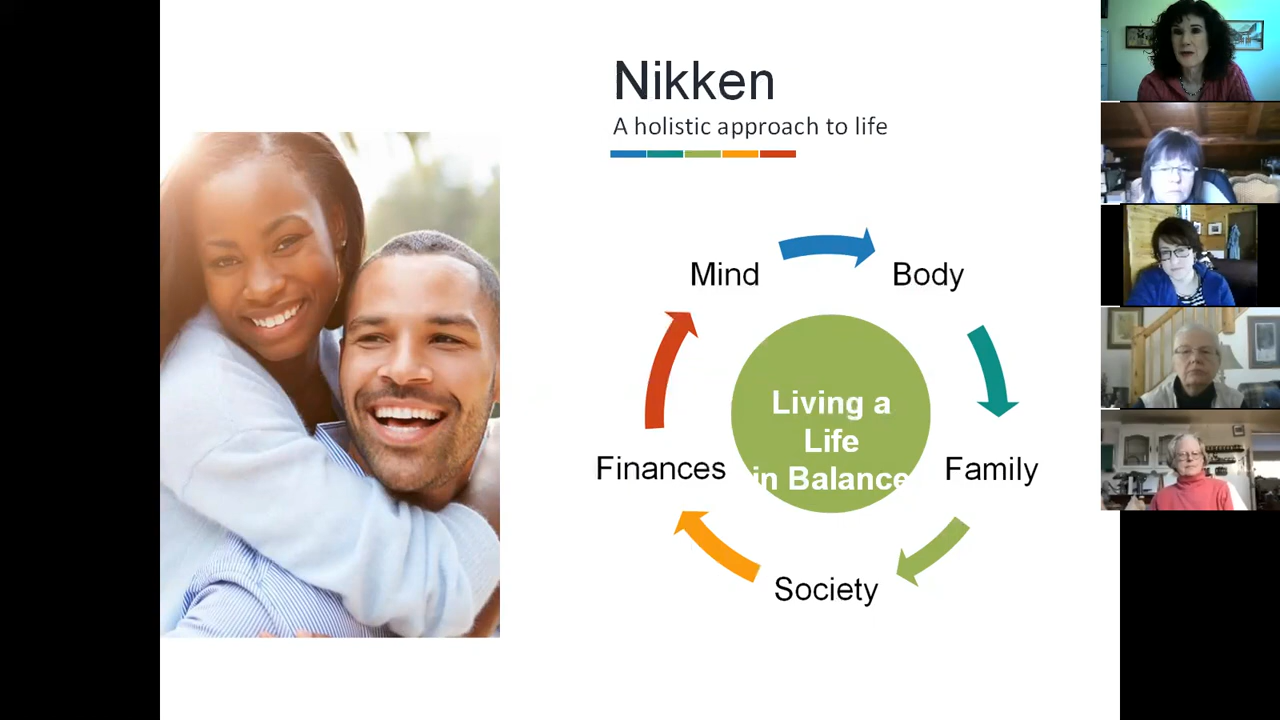 Nikken
A holistic approach to life
Mind
Body
Living a
Life
in Balance
Finances
Family
Society